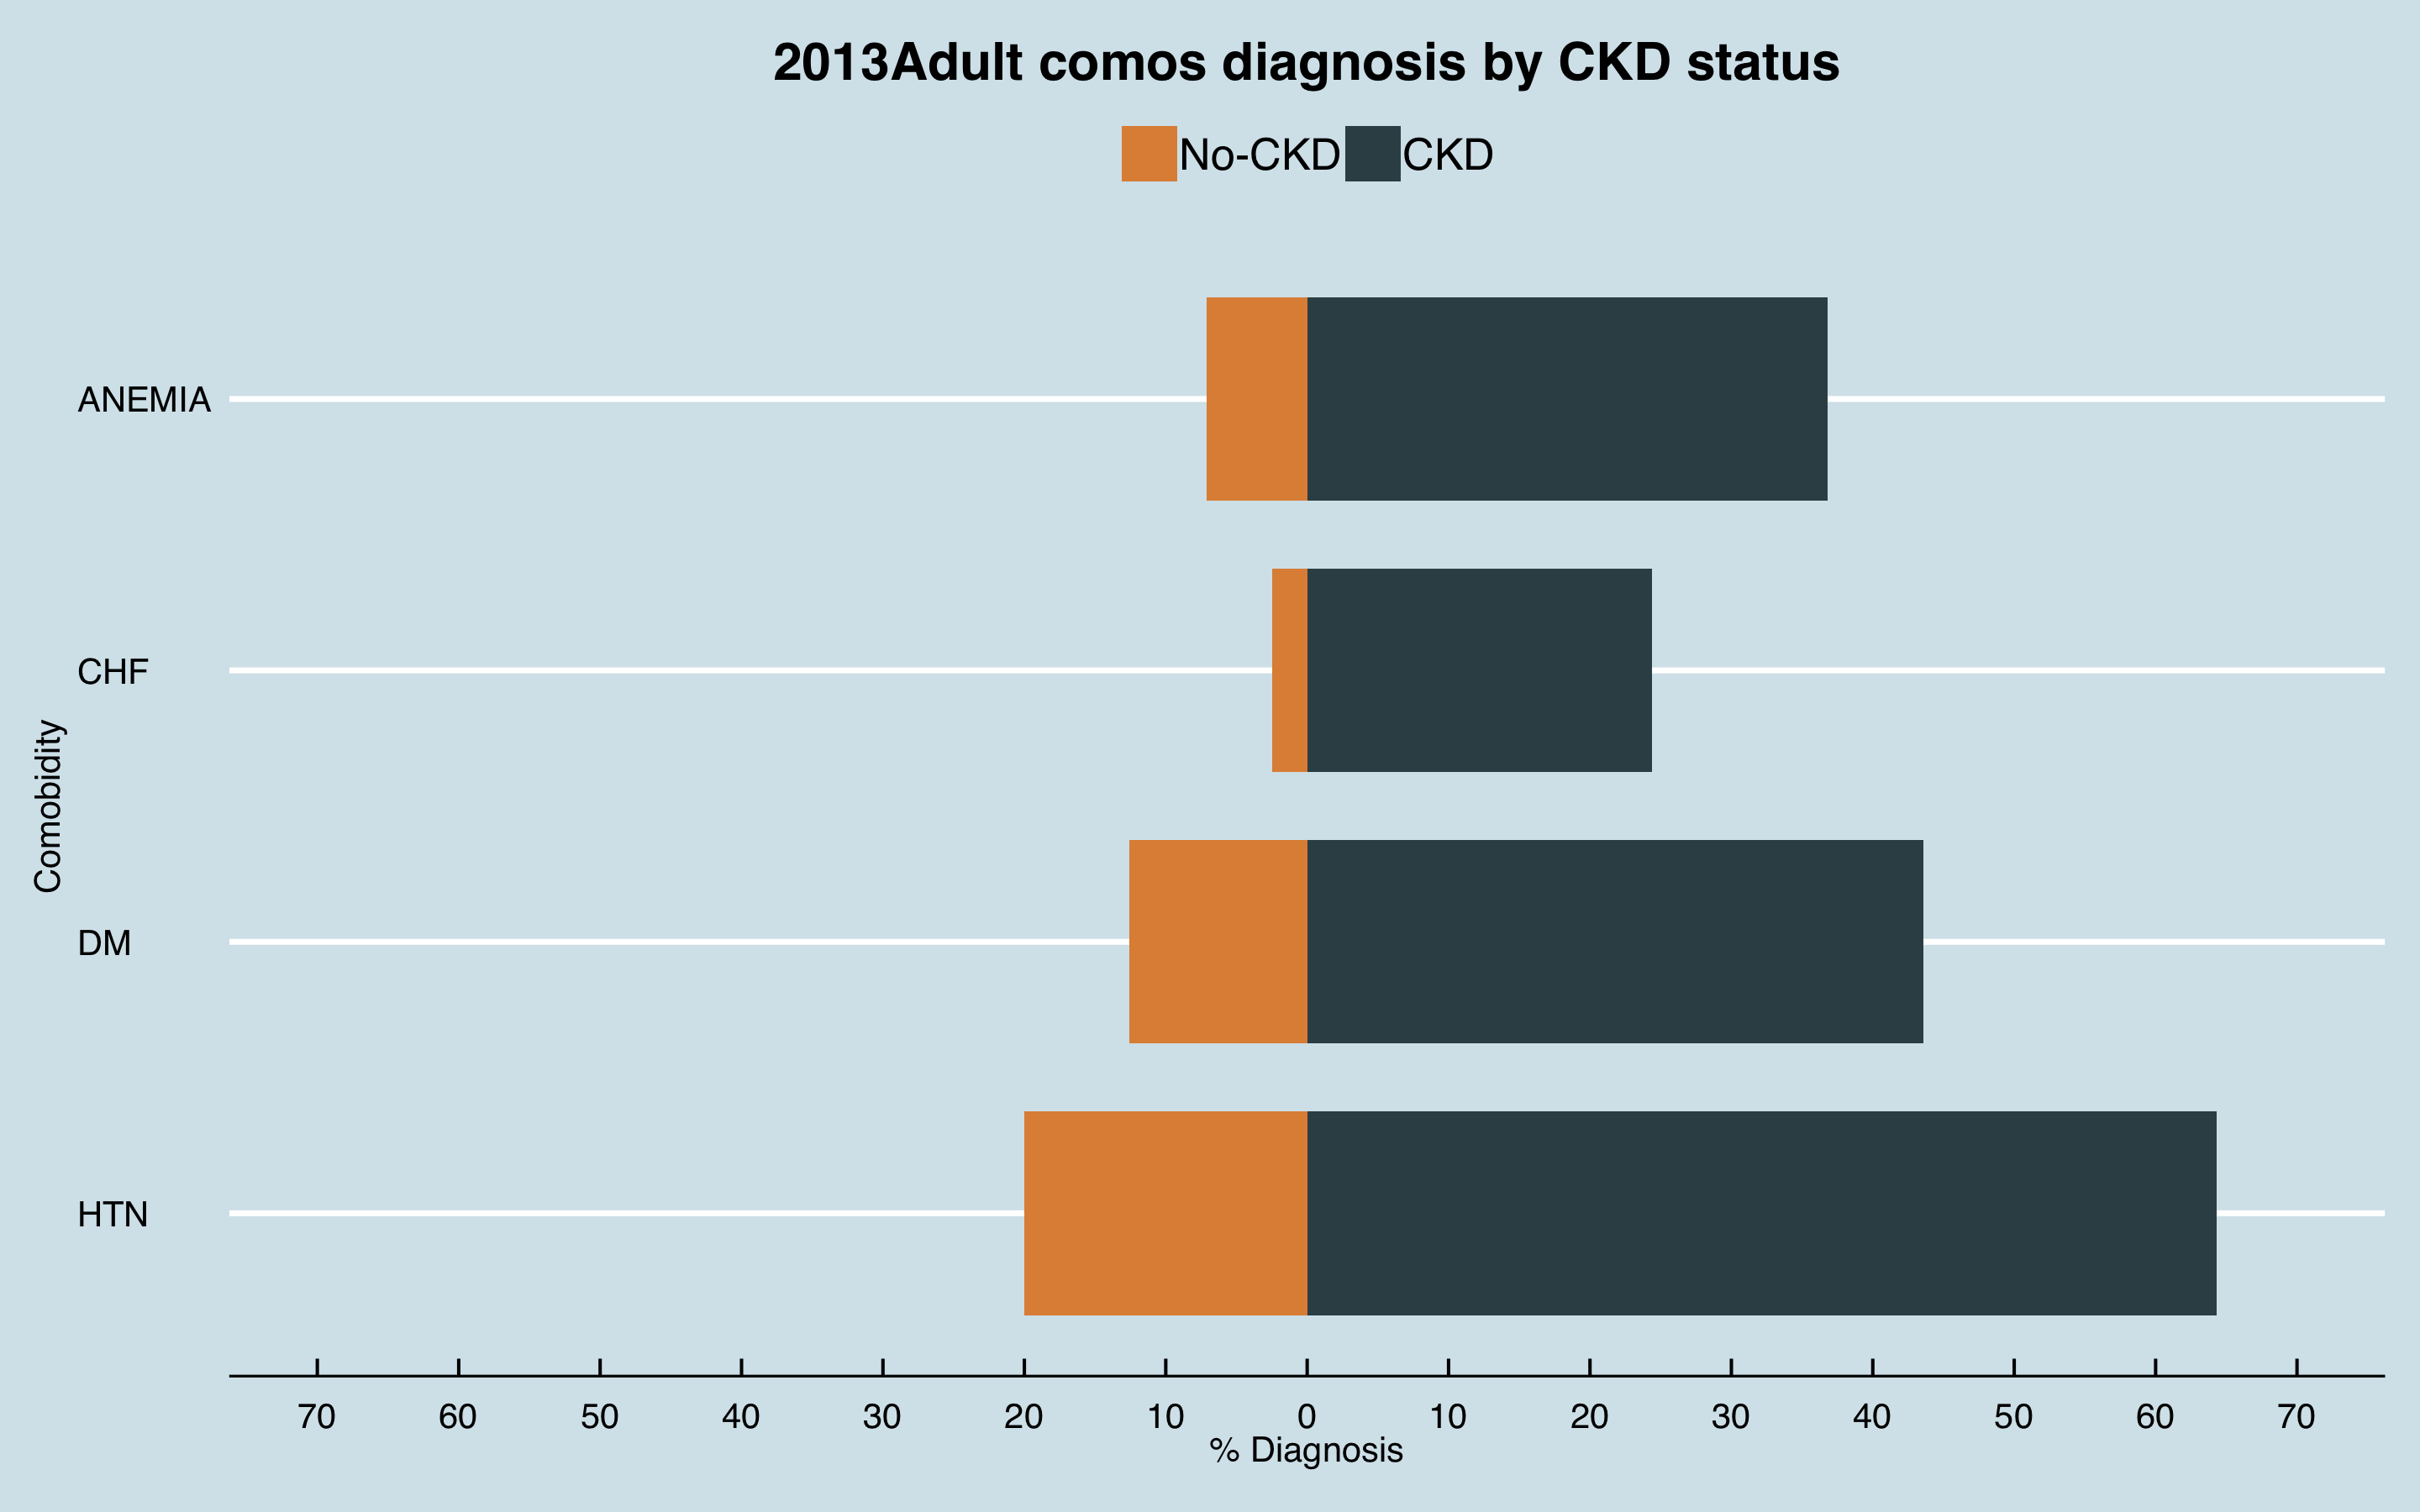 2013Adult comos diagnosis by CKD status
No-CKD CKD
ANEMIA
CHF
DM
HTN
Comobidity
70 60 50 40 30 20 10 0 10 20 30 40 50 60 70
% Diagnosis